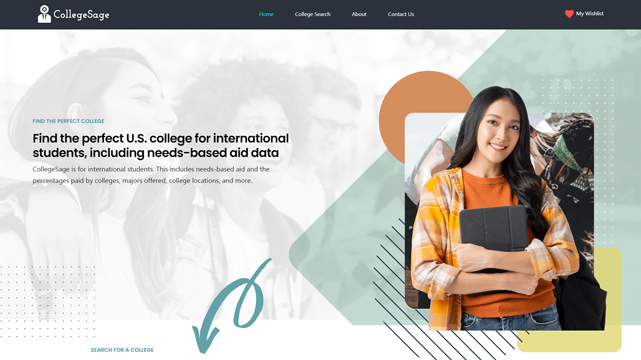 CollegeSage
Home
College Search
About
Contact Us
My Wishlist
FIND THE PERFECT COLLEGE
Find the perfect U.S. college for international
students, including needs-based aid data
CollegeSage is for international students. This includes needs-based aid and the
percentages paid by colleges, majors offered, college locations, and more.
SEARCH FOR A COLLEGE